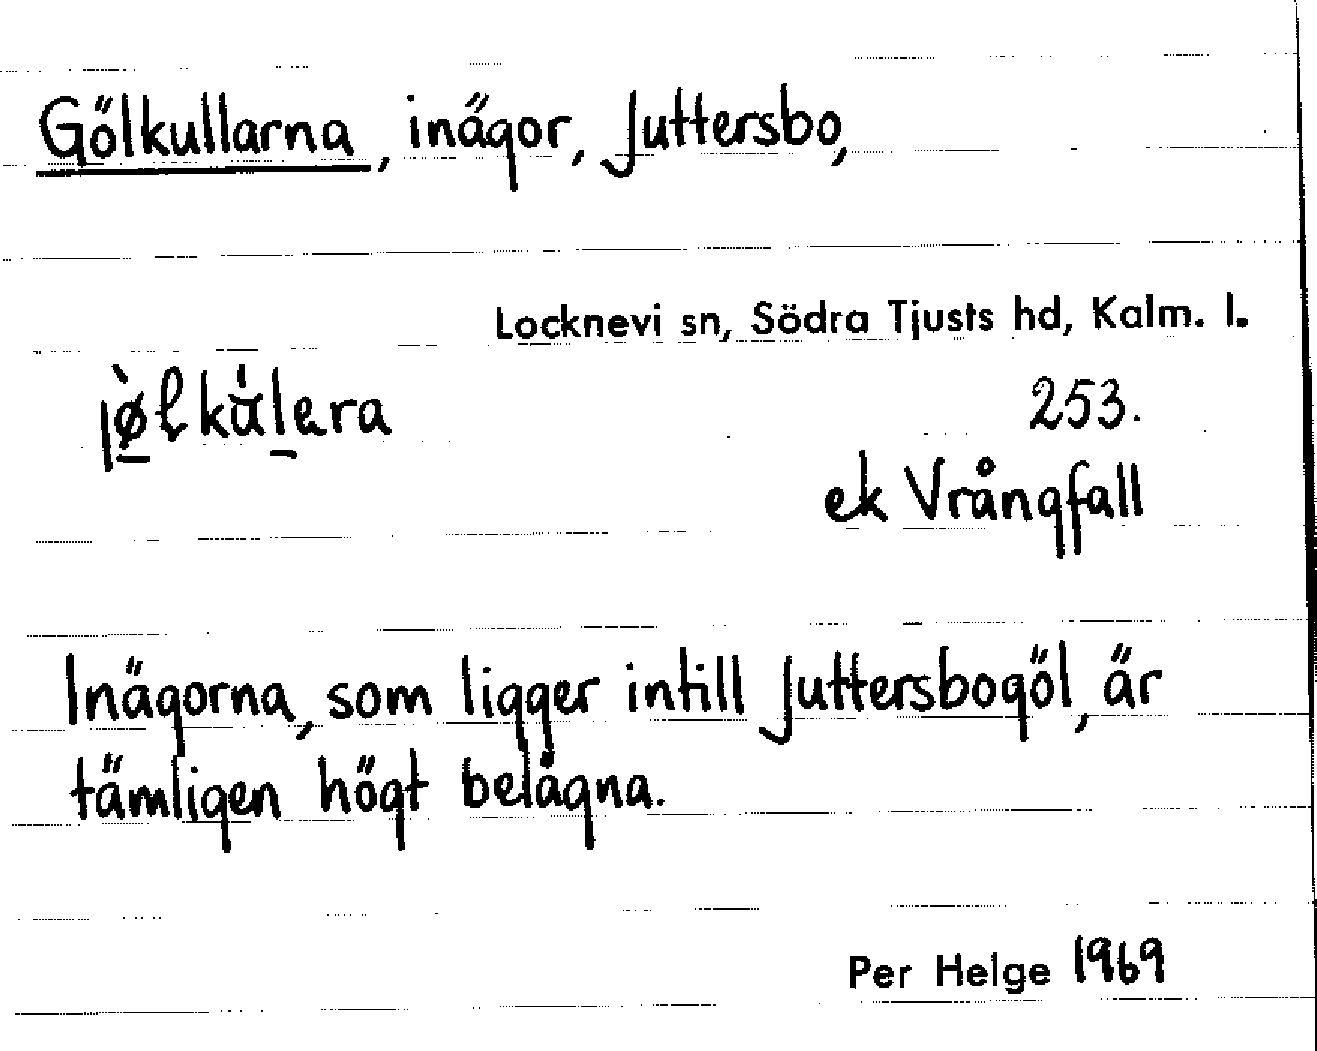 Gölkullarna, inägor, Juttersbo,
Locknevi sn, Södra Tjusts hd, Kalm. l.
253.
ek Vrångfall
Inägorna, som ligger intill Juttersbogöl, är
tämligen högt belägna.
Per Helge 1969